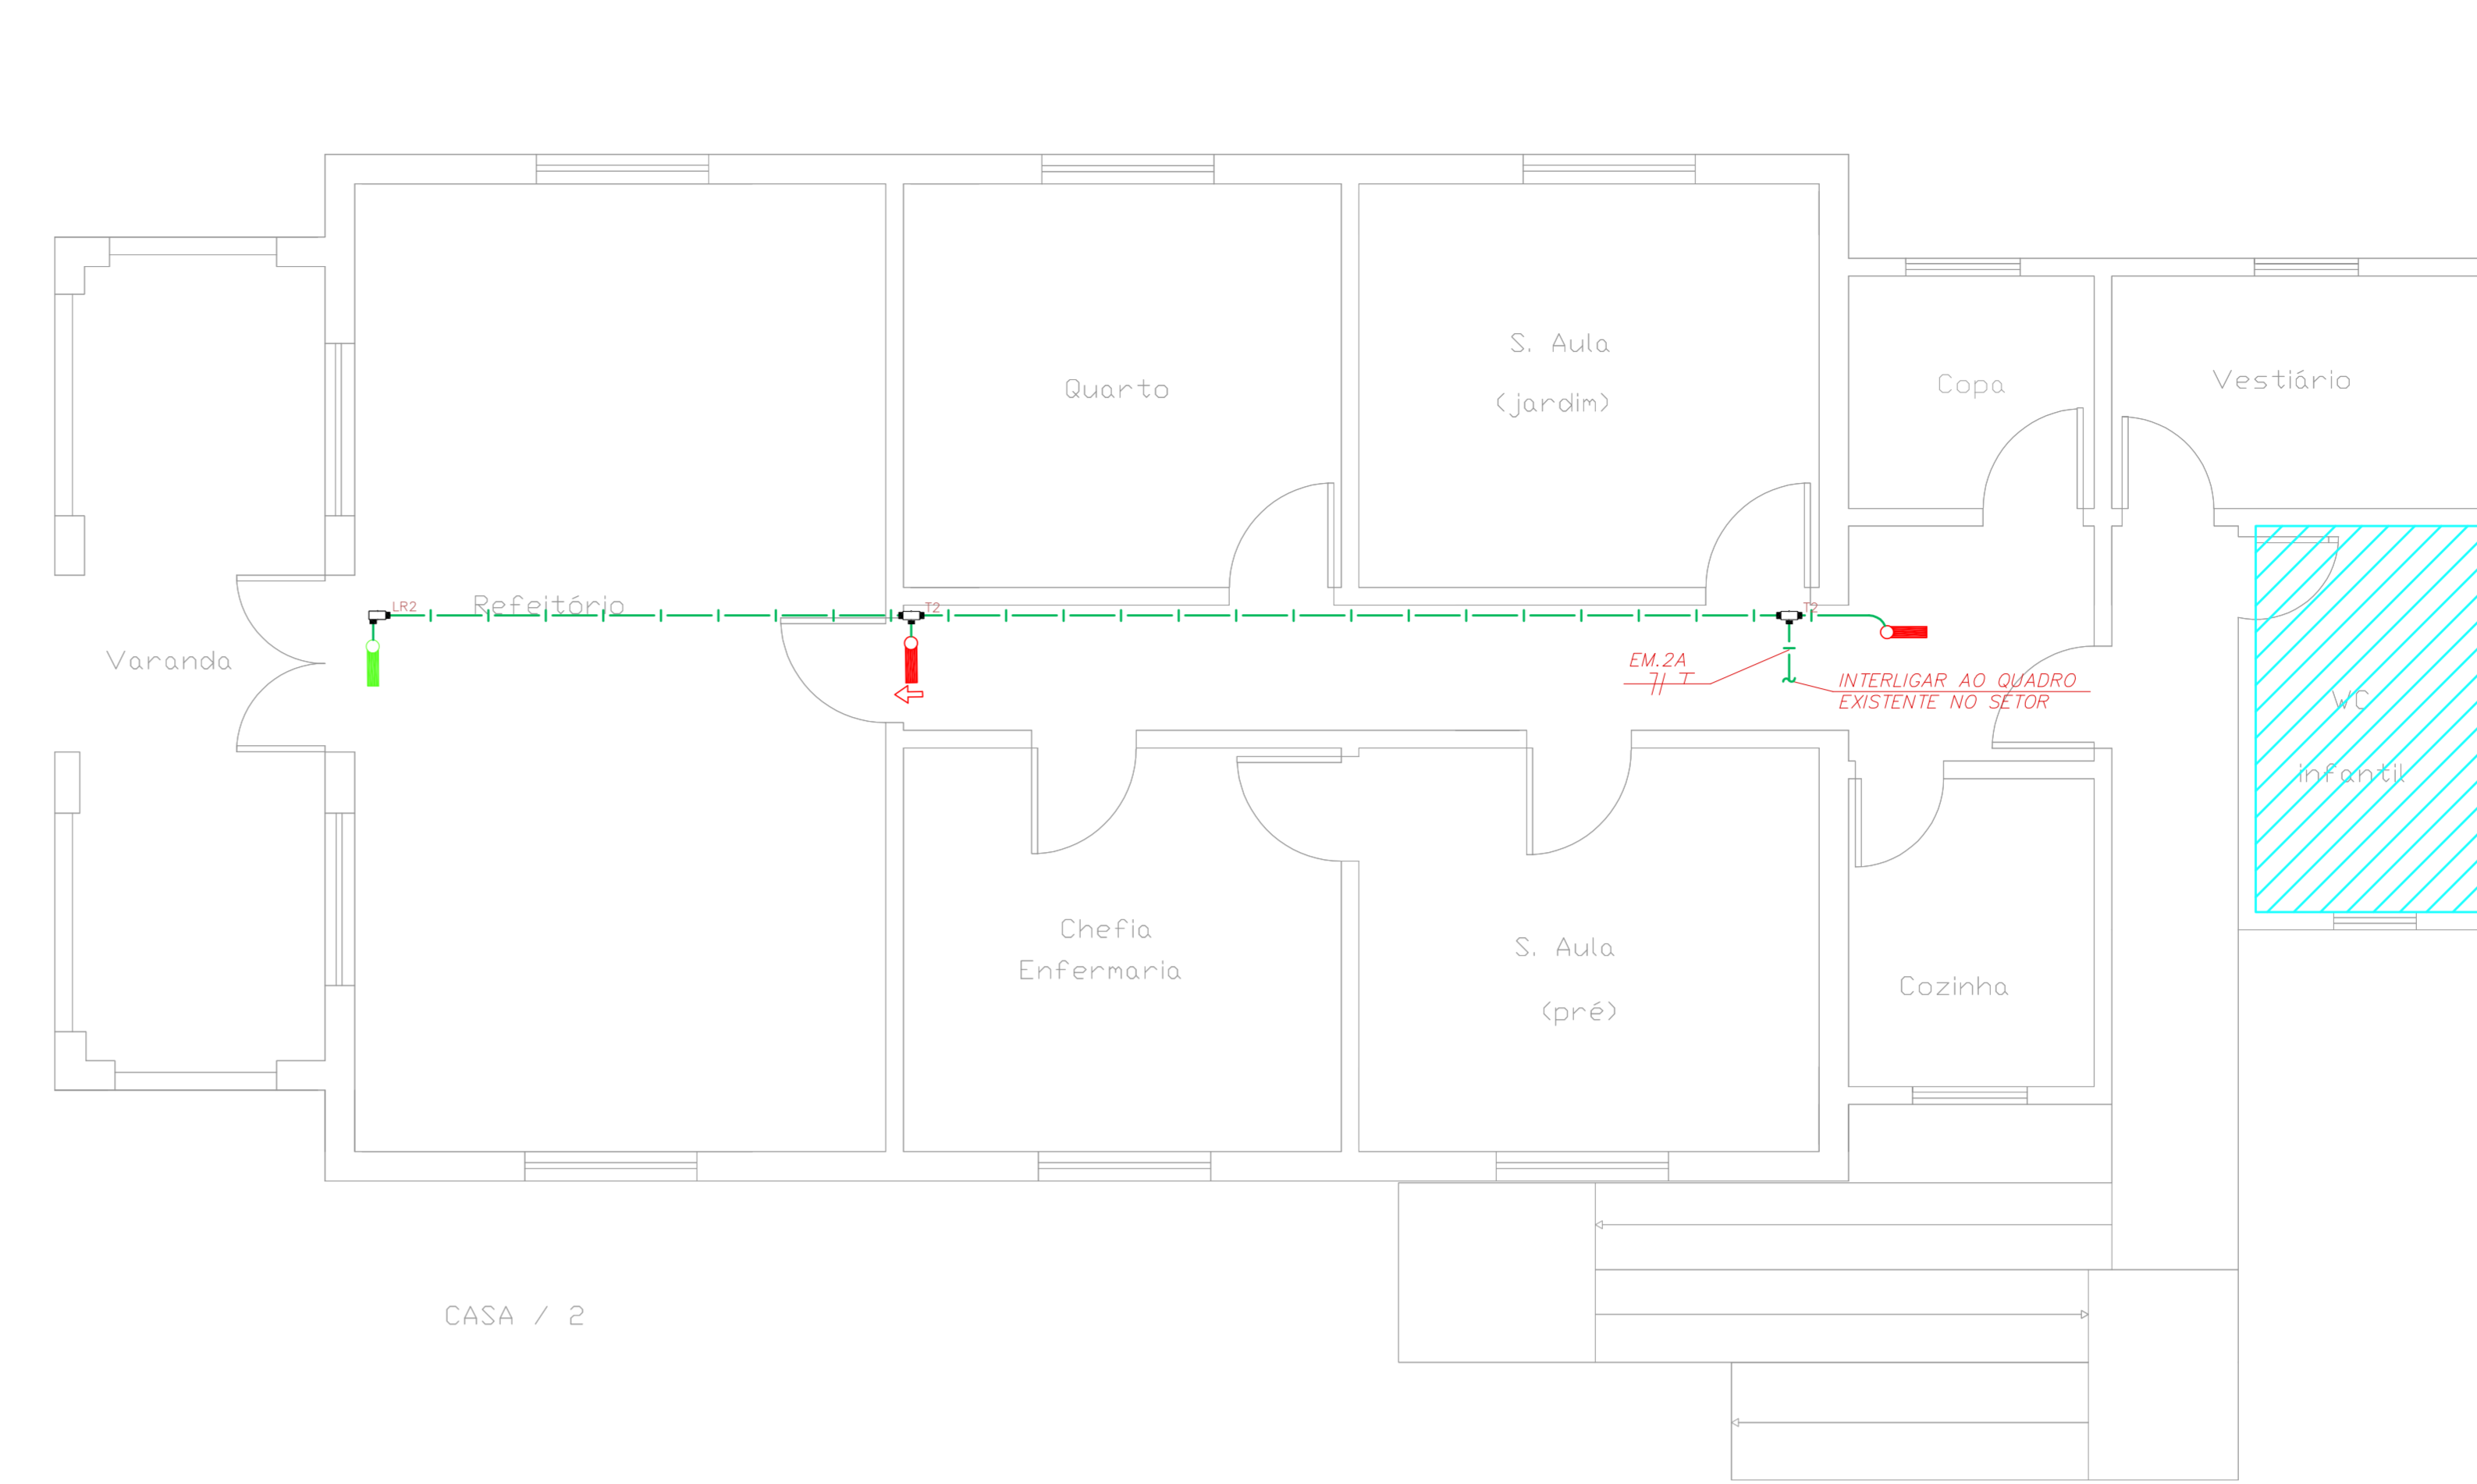 S. Aula
(jardim)
Quarto
Copa
Vestiário
LR2
Refeitório
T2
T2
Varanda
EM.2A
T
INTERLIGAR AO QUADRO
EXISTENTE NO SETOR
WC
infantil
Chefia
Enfermaria
S. Aula
(pré)
Cozinha
CASA / 2